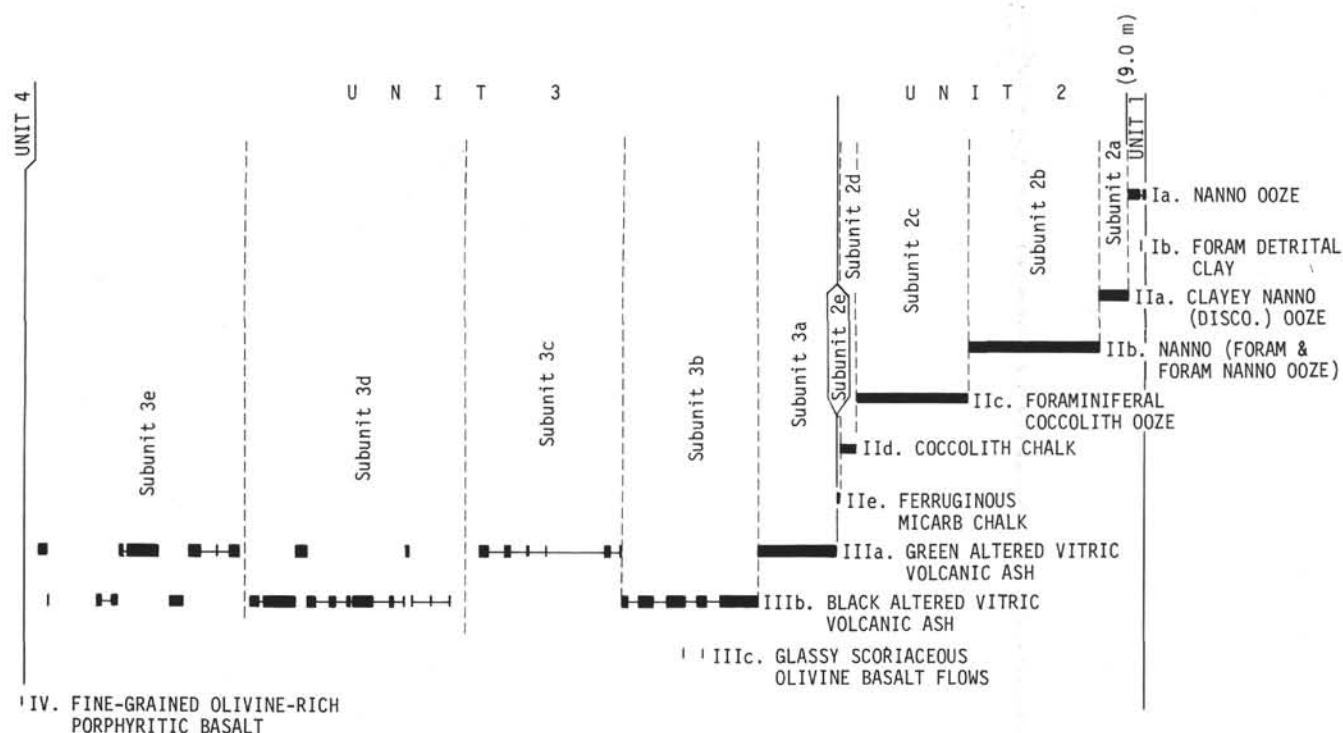 UNIT 4
U N I T 3
U N I T 2
UNIT 1
(9.0 m)
Subunit 3e
Subunit 3d
Subunit 3c
Subunit 3b
Subunit 3a
Subunit 2e
Subunit 2d
Subunit 2c
Subunit 2b
Subunit 2a
Ia. NANNO OOZE
Ib. FORAM DETRITAL
CLAY
IIa. CLAYEY NANNO
(DISCO.) OOZE
IIb. NANNO (FORAM &
FORAM NANNO OOZE)
IIc. FORAMINIFERAL
COCCOLITH OOZE
IId. COCCOLITH CHALK
IIe. FERRUGINOUS
MICARB CHALK
IIIa. GREEN ALTERED VITRIC
VOLCANIC ASH
IIIb. BLACK ALTERED VITRIC
VOLCANIC ASH
IIIc. GLASSY SCORIACEOUS
OLIVINE BASALT FLOWS
IV. FINE-GRAINED OLIVINE-RICH
PORPHYRITIC BASALT